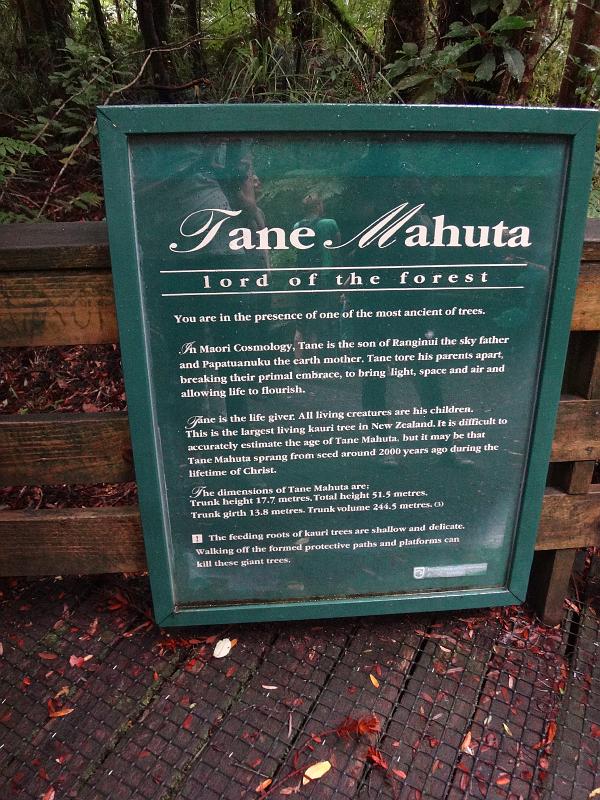 Tane Mahuta
lord of the forest
You are in the presence of one of the most ancient of trees.
In Maori Cosmology, Tane is the son of Ranginui the sky father
and Papatuanuku the earth mother. Tane tore his parents apart,
breaking their primal embrace, to bring light, space and air and
allowing life to flourish.
Tane is the life giver. All living creatures are his children.
This is the largest living kauri tree in New Zealand. It is difficult to
accurately estimate the age of Tane Mahuta, but it may be that
Tane Mahuta sprang from seed around 2000 years ago during the
lifetime of Christ.
The dimensions of Tane Mahuta are:
Trunk height 17.7 metres. Total height 51.5 metres.
Trunk girth 13.8 metres. Trunk volume 244.5 metres. (3)
! The feeding roots of kauri trees are shallow and delicate.
Walking off the formed protective paths and platforms can
kill these giant trees.